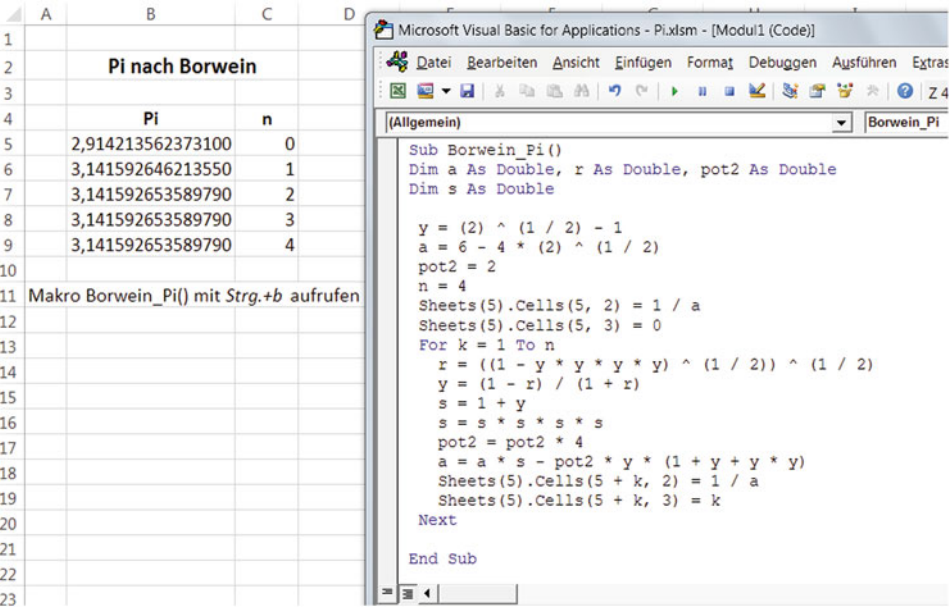 A B C D
1
2 Pi nach Borwein
3
4 Pi n
5 2,914213562373100 0
6 3,141592646213550 1
7 3,141592653589790 2
8 3,141592653589790 3
9 3,141592653589790 4
10
11 Makro Borwein_Pi() mit Strg.+b aufrufen
12
13
14
15
16
17
18
19
20
21
22
23
Microsoft Visual Basic for Applications - Pi.xlsm - [Modul1 (Code)]
Datei Bearbeiten Ansicht Einfügen Format Debuggen Ausführen Extras
Z 4
(Allgemein) Borwein_Pi
Sub Borwein_Pi()
Dim a As Double, r As Double, pot2 As Double
Dim s As Double
y = (2) ^ (1 / 2) - 1
a = 6 - 4 * (2) ^ (1 / 2)
pot2 = 2
n = 4
Sheets(5).Cells(5, 2) = 1 / a
Sheets(5).Cells(5, 3) = 0
For k = 1 To n
r = ((1 - y * y * y * y) ^ (1 / 2)) ^ (1 / 2)
y = (1 - r) / (1 + r)
s = 1 + y
s = s * s * s * s
pot2 = pot2 * 4
a = a * s - pot2 * y * (1 + y + y * y)
Sheets(5).Cells(5 + k, 2) = 1 / a
Sheets(5).Cells(5 + k, 3) = k
Next
End Sub